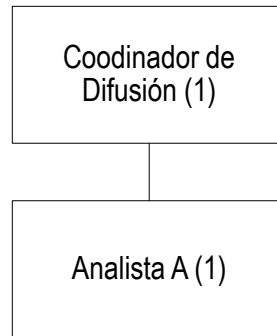 Coodinador de
Difusión (1)
Analista A (1)